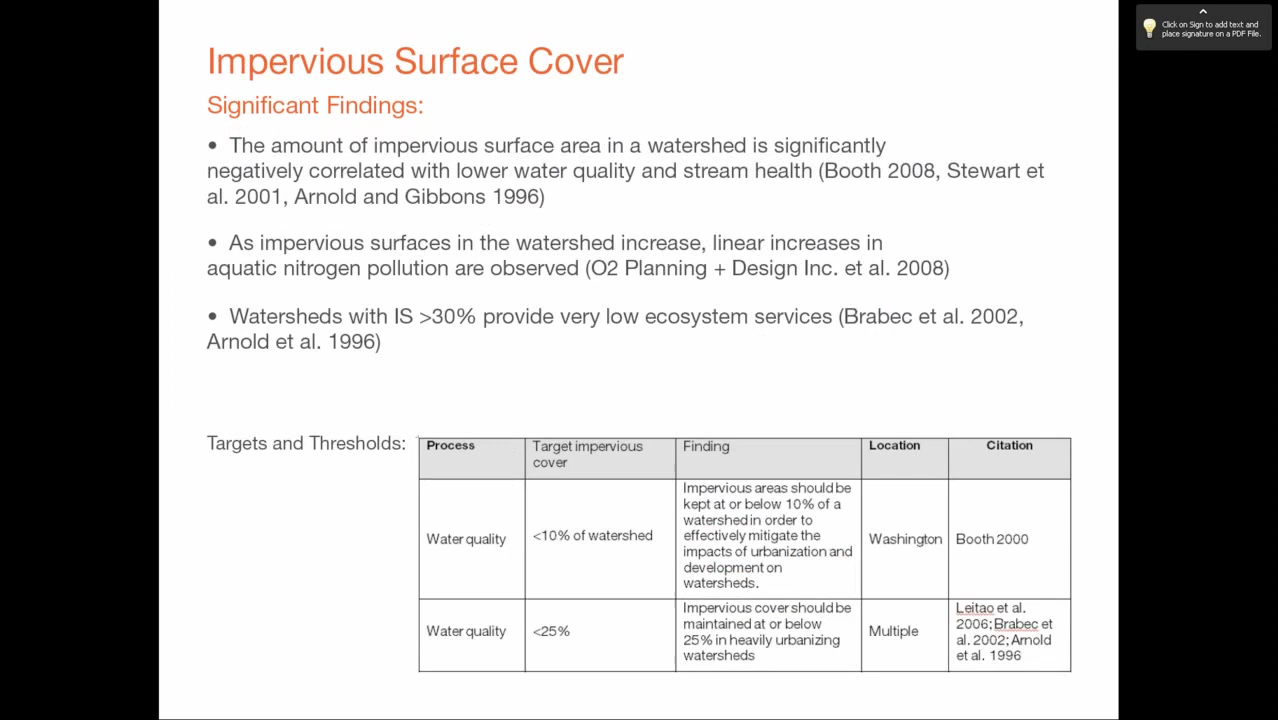 Click on Sign to add text and
place signature on a PDF File.
Impervious Surface Cover
Significant Findings:
• The amount of impervious surface area in a watershed is significantly
negatively correlated with lower water quality and stream health (Booth 2008, Stewart et
al. 2001, Arnold and Gibbons 1996)
• As impervious surfaces in the watershed increase, linear increases in
aquatic nitrogen pollution are observed (O2 Planning + Design Inc. et al. 2008)
• Watersheds with IS >30% provide very low ecosystem services (Brabec et al. 2002,
Arnold et al. 1996)
Targets and Thresholds:
Process
Target impervious
cover
Finding
Location
Citation
Water quality
<10% of watershed
Impervious areas should be
kept at or below 10% of a
watershed in order to
effectively mitigate the
impacts of urbanization and
development on
watersheds.
Washington
Booth 2000
Water quality
<25%
Impervious cover should be
maintained at or below
25% in heavily urbanizing
watersheds
Multiple
Leitao et al.
2006; Brabec et
al. 2002; Arnold
et al. 1996